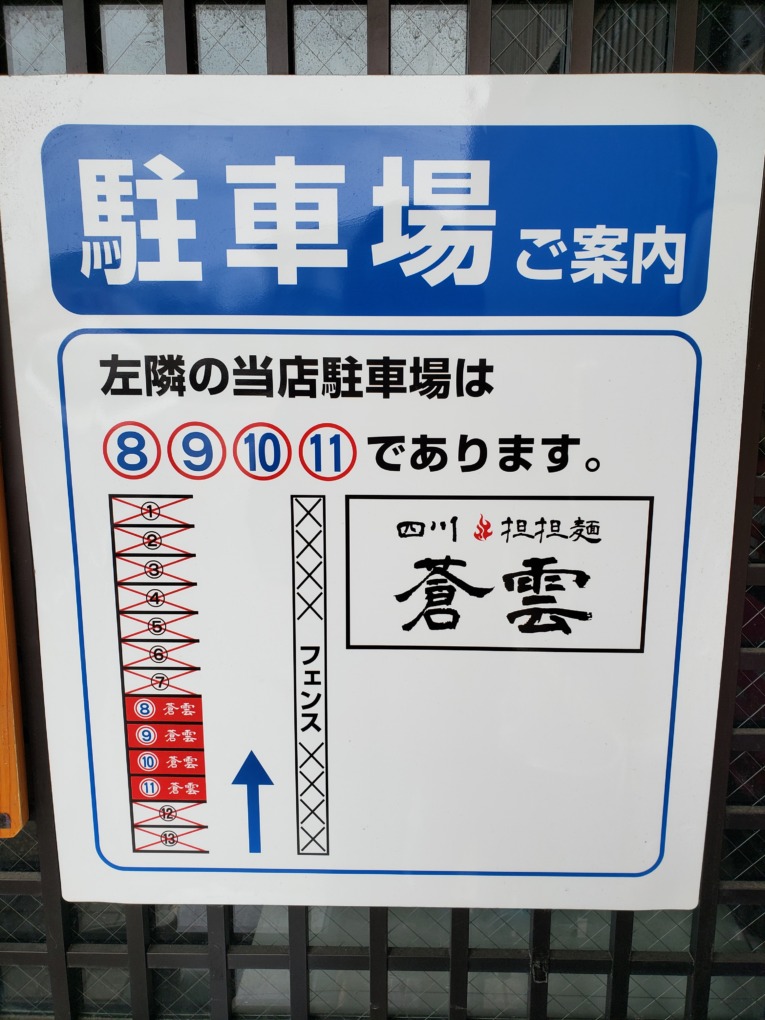 駐車場ご案内
左隣の当店駐車場は
⑧⑨⑩⑪であります。
①
②
③
④
⑤
⑥
⑦
⑧ 蒼雲
⑨ 蒼雲
⑩ 蒼雲
⑪ 蒼雲
⑫
⑬
フェンス
四川 担担麺
蒼雲